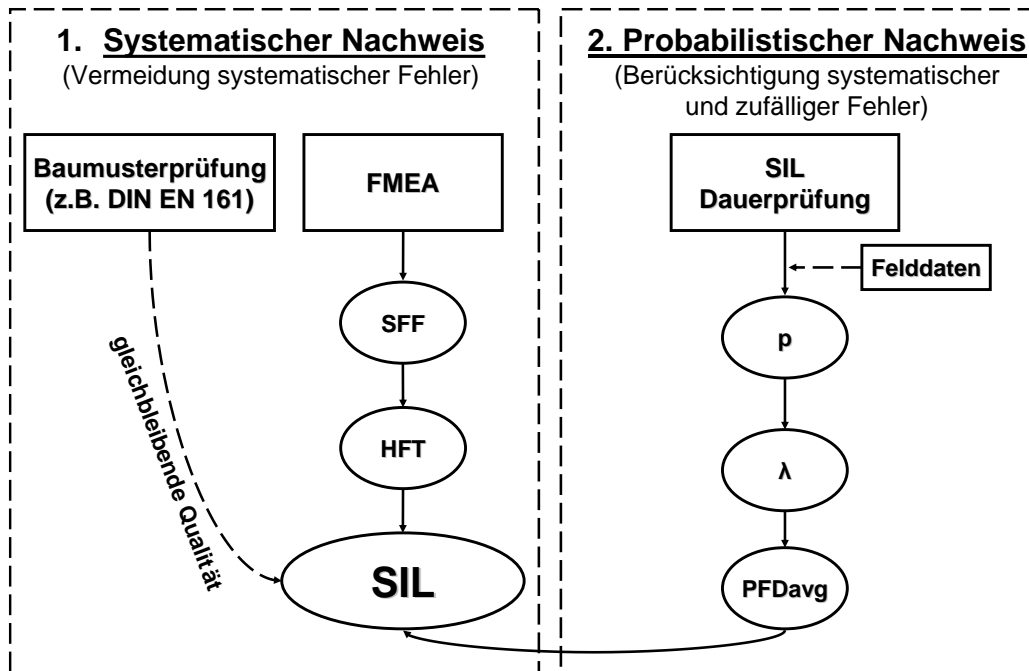 1. Systematischer Nachweis
(Vermeidung systematischer Fehler)
Baumusterprüfung
(z.B. DIN EN 161)
FMEA
SFF
HFT
gleichbleibende Qualität
SIL
2. Probabilistischer Nachweis
(Berücksichtigung systematischer
und zufälliger Fehler)
SIL
Dauerprüfung
Felddaten
p
λ
PFDavg